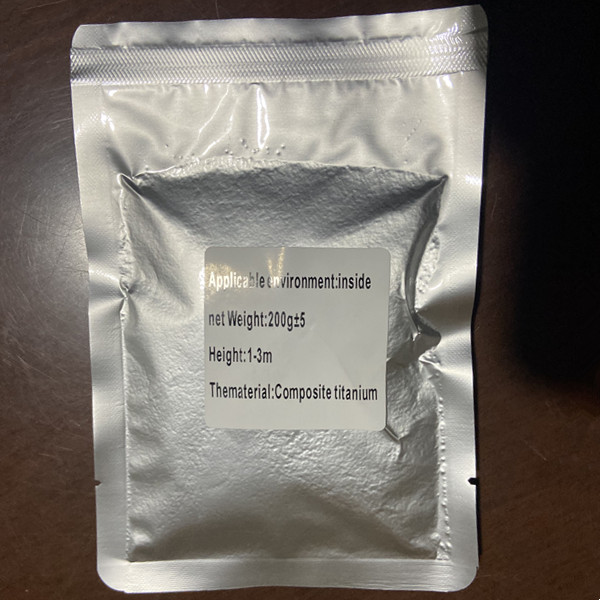 Applicable environment:inside
net Weight:200g±5
Height:1-3m
Thematerial:Composite titanium